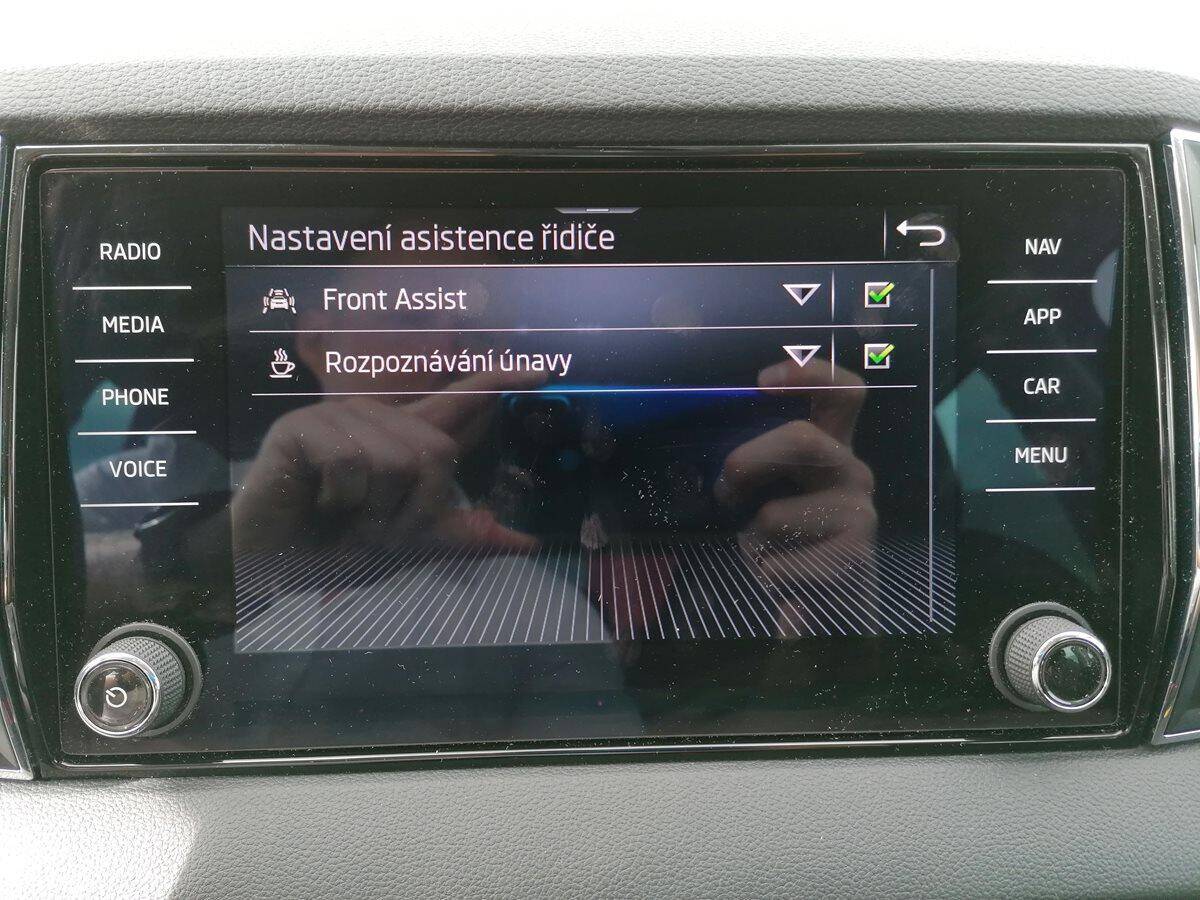 Nastavení asistence řidiče
Front Assist
Rozpoznávání únavy
RADIO
MEDIA
PHONE
VOICE
NAV
APP
CAR
MENU